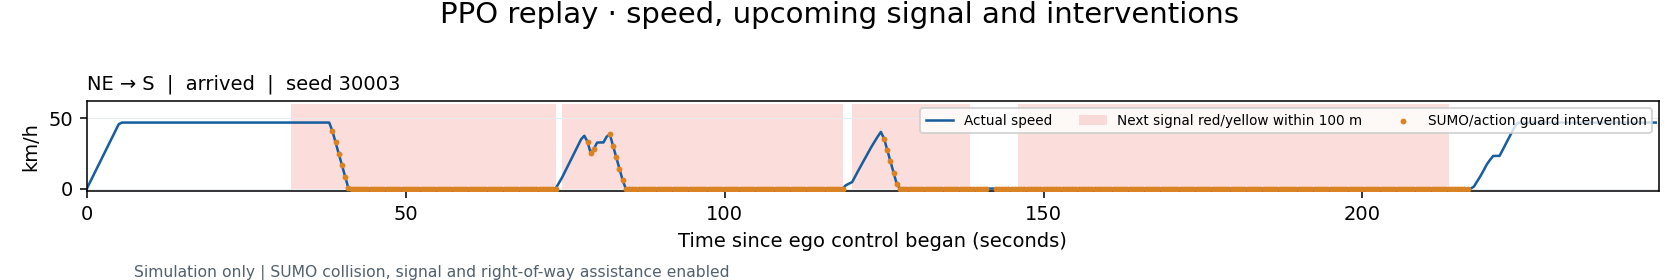 PPO replay · speed, upcoming signal and interventions
NE → S | arrived | seed 30003
Actual speed
Next signal red/yellow within 100 m
SUMO/action guard intervention
50
0
km/h
0
50
100
150
200
Time since ego control began (seconds)
Simulation only | SUMO collision, signal and right-of-way assistance enabled